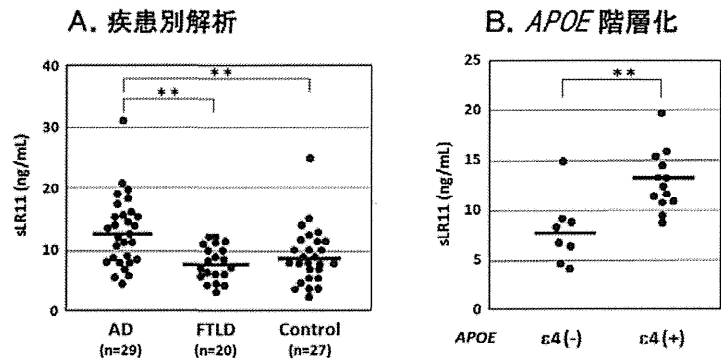 A. 疾患別解析
B. APOE 階層化
sLR11 (ng/mL)
40
30
20
10
0
**
**
AD
(n=29)
FTLD
(n=20)
Control
(n=27)
sLR11 (ng/mL)
25
20
15
10
5
0
**
APOE
ε4 (-)
ε4 (+)